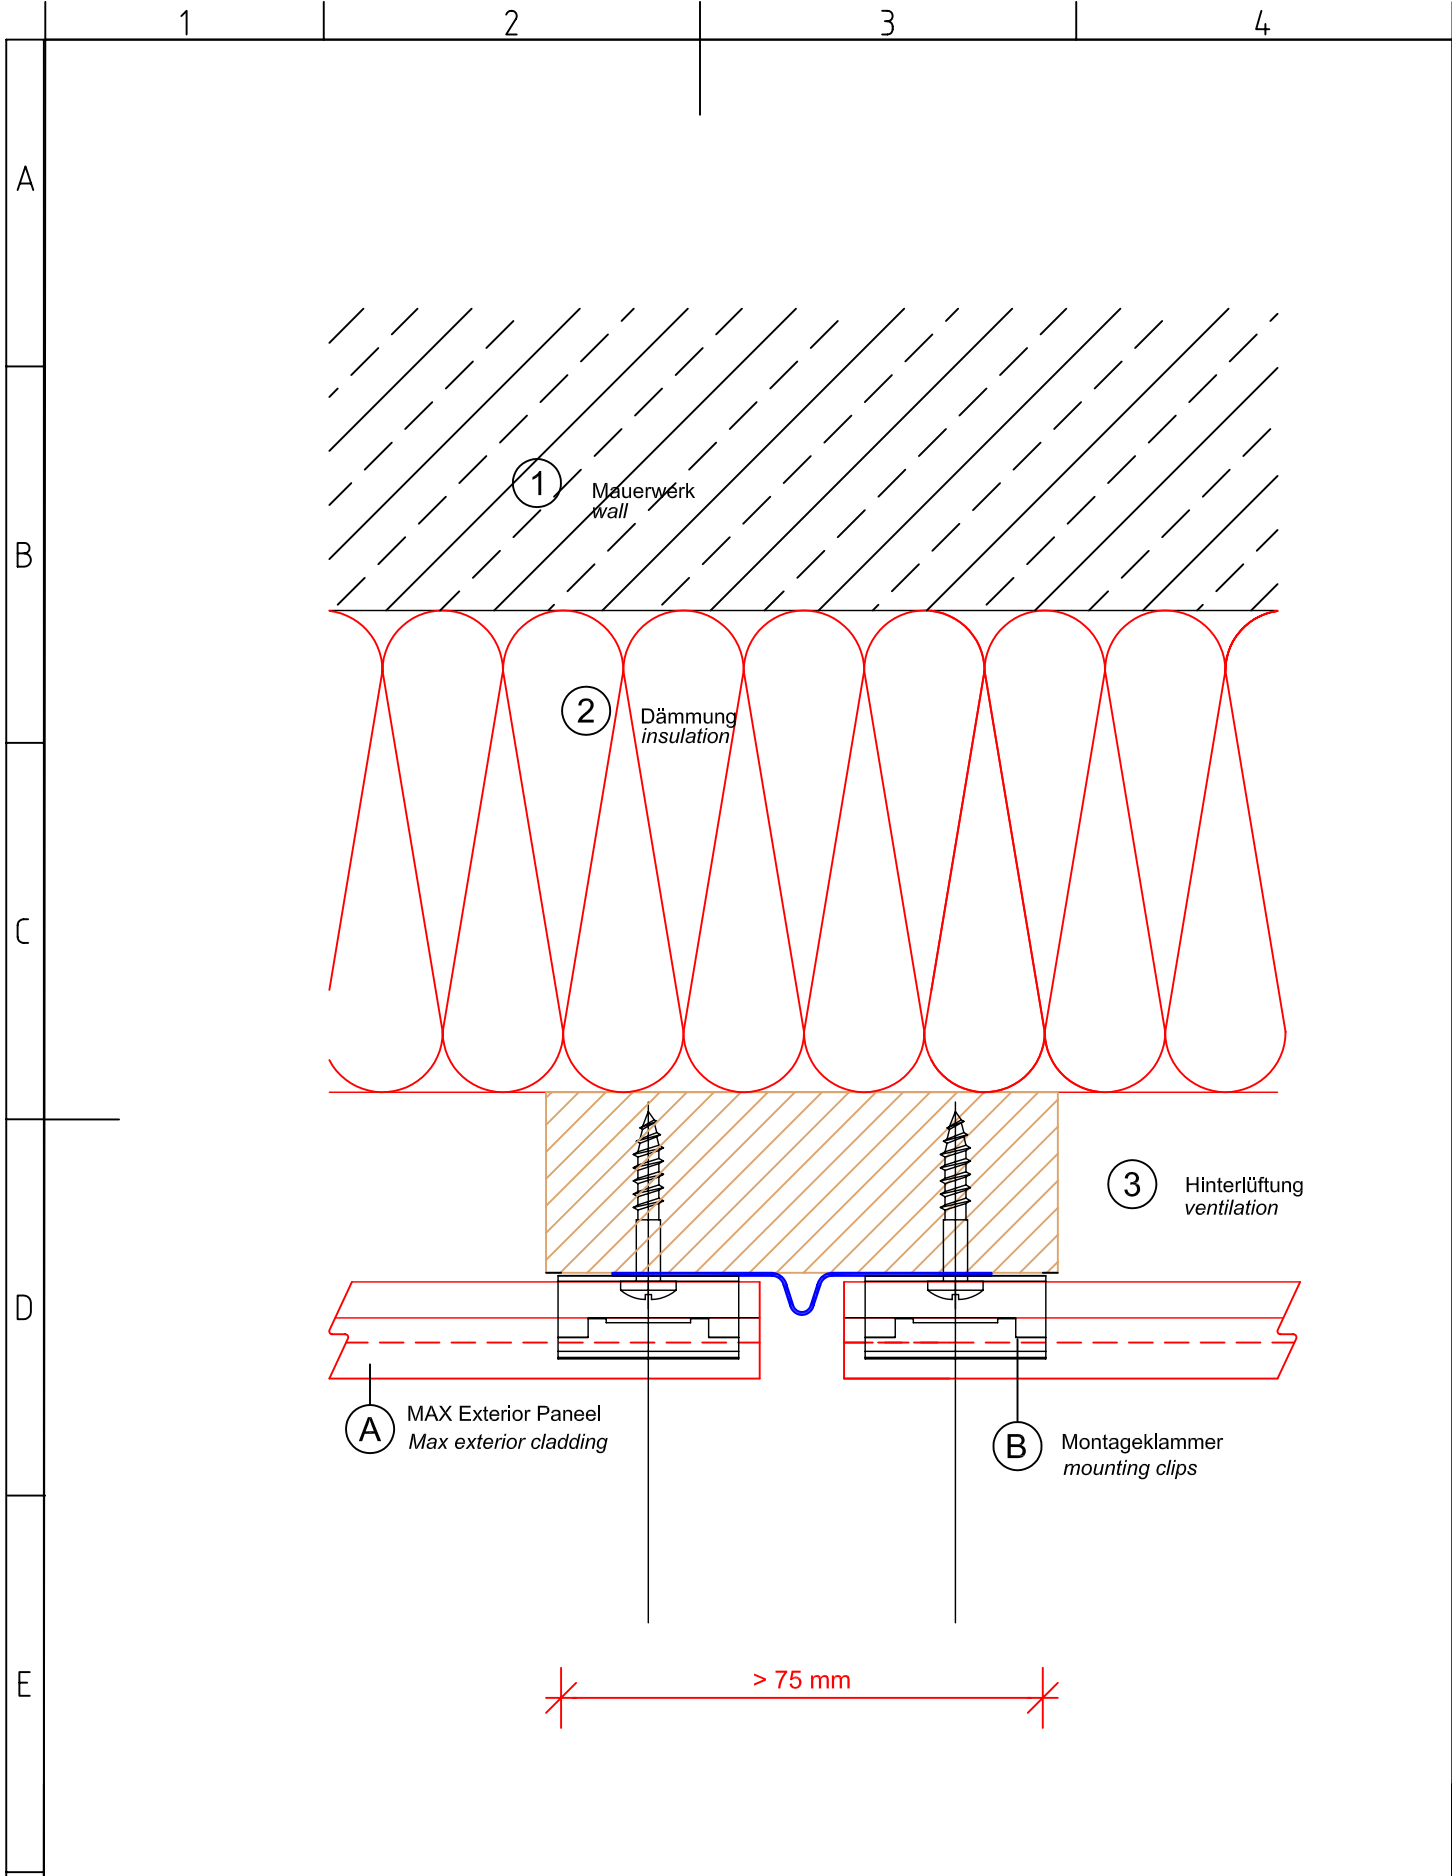 1 2 3 4
A
B
1
Mauerwerk
wall
2
Dämmung
insulation
C
3
Hinterlüftung
ventilation
D
A
MAX Exterior Paneel
Max exterior cladding
B
Montageklammer
mounting clips
E
> 75 mm